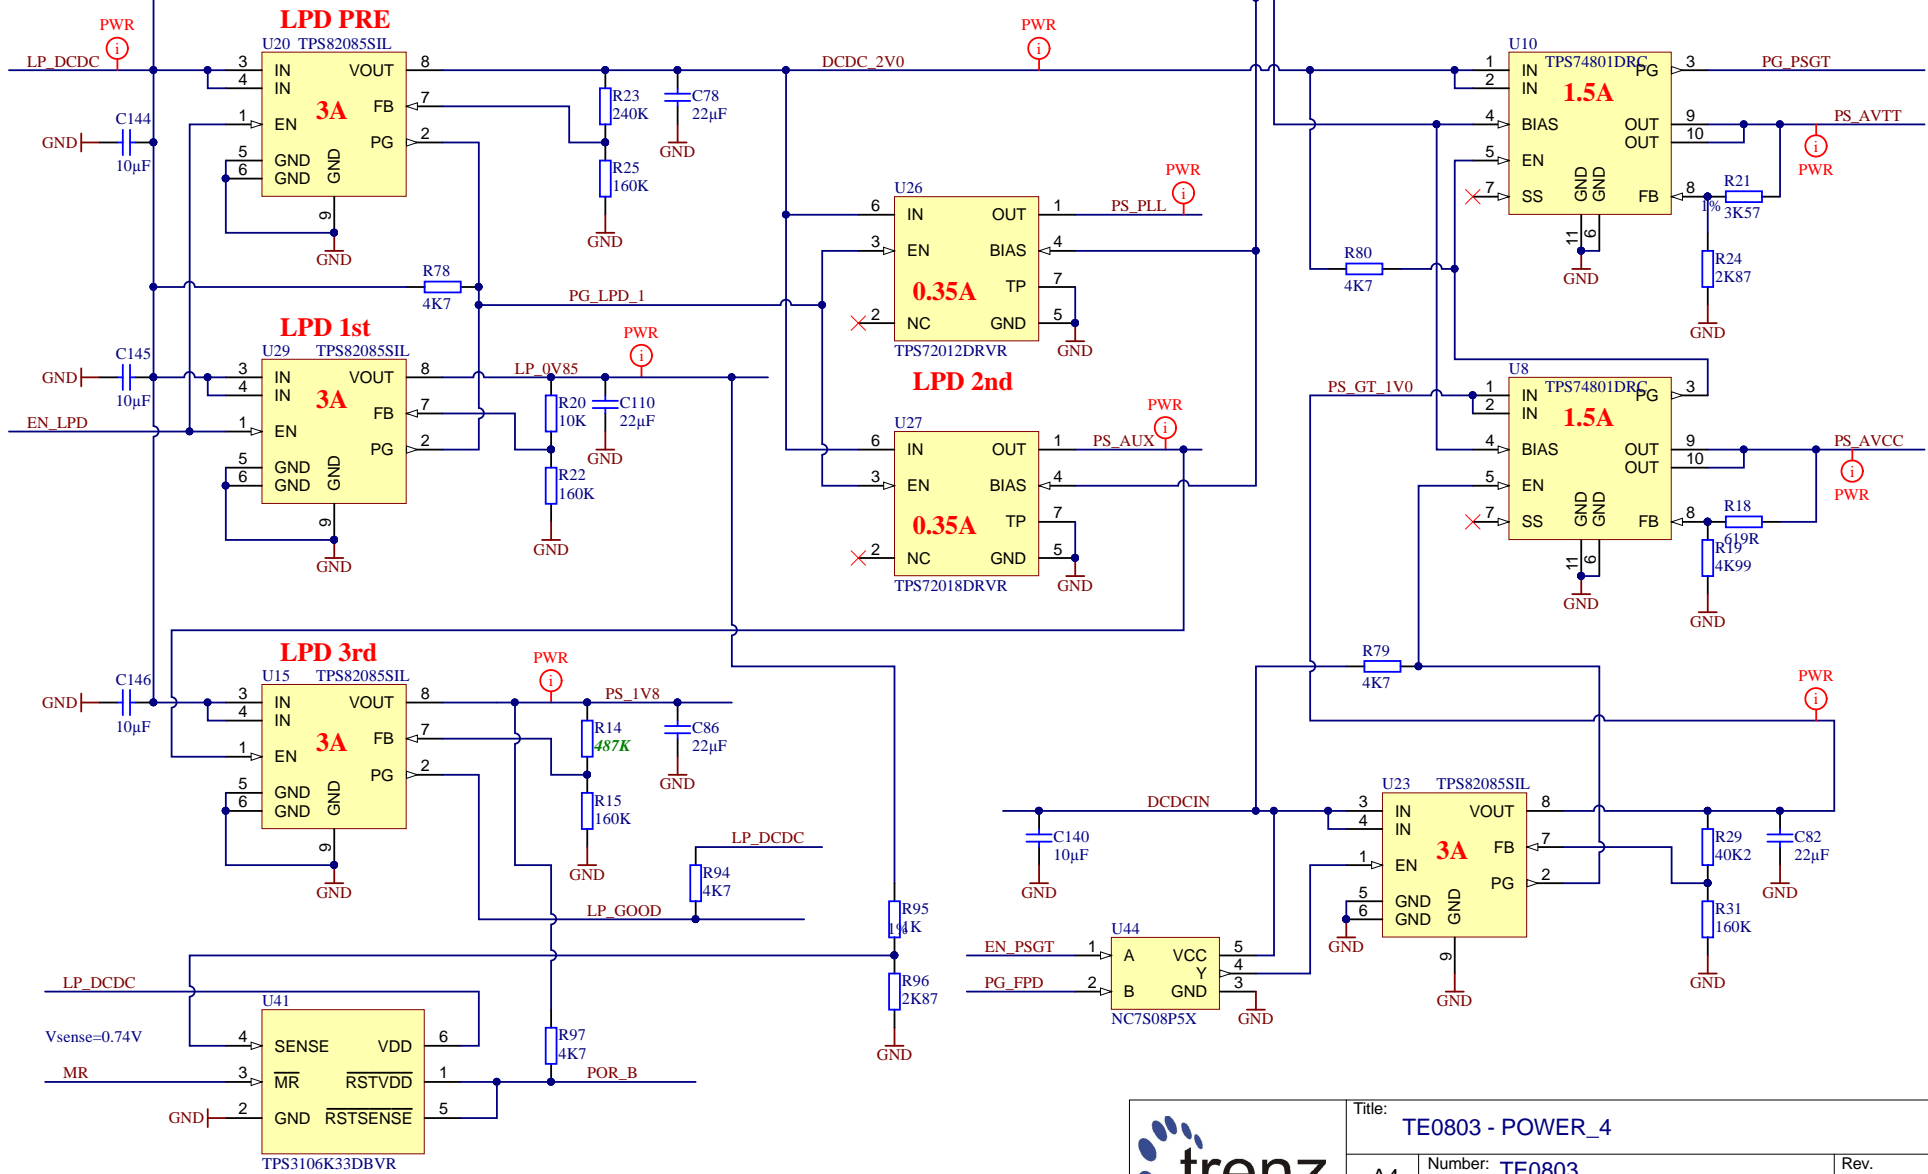 LPD PRE
PWR
LP_DCDC
U20 TPS82085SIL
3 IN VOUT 8
4 IN
3A
FB 7
1 EN
PG 2
5 GND
6 GND
GND
9
GND
C144
10µF
GND
R23
240K
C78
22µF
GND
R25
160K
GND
DCDC_2V0
PWR
R78
4K7
PG_LPD_1
LPD 1st
U29 TPS82085SIL
3 IN VOUT 8
4 IN
3A
FB 7
1 EN
PG 2
5 GND
6 GND
GND
9
GND
C145
10µF
GND
EN_LPD
LP_0V85
PWR
R20
10K
C110
22µF
GND
R22
160K
GND
U26
6 IN OUT 1
3 EN BIAS 4
0.35A
TP 7
2 NC GND 5
TPS72012DRVR
GND
PS_PLL
PWR
LPD 2nd
U27
6 IN OUT 1
3 EN BIAS 4
0.35A
TP 7
2 NC GND 5
TPS72018DRVR
GND
PS_AUX
PWR
U10
TPS74801DRC
1 IN PG 3
2 IN
1.5A
4 BIAS OUT 9
OUT 10
5 EN
7 SS FB 8
GND
GND
11
6
GND
PG_PSGT
PS_AVTT
PWR
R21
1% 3K57
R24
2K87
GND
R80
4K7
U8
TPS74801DRC
1 IN PG 3
2 IN
1.5A
4 BIAS OUT 9
OUT 10
5 EN
7 SS FB 8
GND
GND
11
6
GND
PS_GT_1V0
PS_AVCC
PWR
R18
619R
R19
4K99
GND
LPD 3rd
U15 TPS82085SIL
3 IN VOUT 8
4 IN
3A
FB 7
1 EN
PG 2
5 GND
6 GND
GND
9
GND
C146
10µF
GND
PWR
PS_1V8
R14
487K
C86
22µF
GND
R15
160K
GND
LP_DCDC
R94
4K7
LP_GOOD
R79
4K7
PWR
DCDCIN
C140
10µF
GND
U23 TPS82085SIL
3 IN VOUT 8
4 IN
3A
FB 7
1 EN
PG 2
5 GND
6 GND
GND
GND
9
GND
R29
40K2
C82
22µF
GND
R31
160K
GND
U44
EN_PSGT 1 A VCC 5
Y 4
PG_FPD 2 B GND 3
NC7S08P5X
GND
R95
1% 1K
R96
2K87
GND
LP_DCDC
U41
Vsense=0.74V
4 SENSE VDD 6
MR 3 MR RSTVDD 1
GND 2 GND RSTSENSE 5
TPS3106K33DBVR
R97
4K7
POR_B
trenz
Title:
TE0803 - POWER_4
A4
Number: TE0803
Rev.